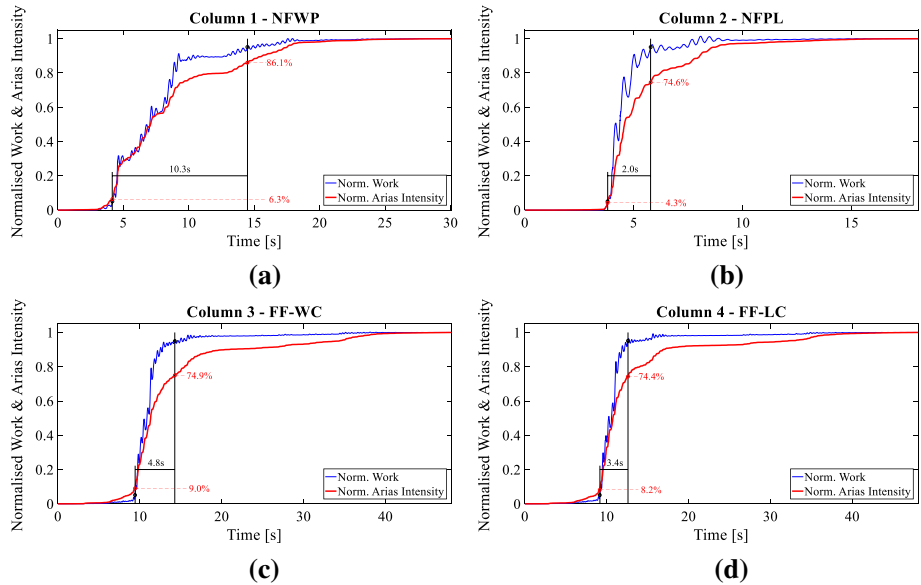 Column 1 - NFWP
Normalised Work & Arias Intensity
1
0.8
0.6
0.4
0.2
0
86.1%
10.3s
6.3%
Norm. Work
Norm. Arias Intensity
0 5 10 15 20 25 30
Time [s]
(a)
Column 2 - NFPL
Normalised Work & Arias Intensity
1
0.8
0.6
0.4
0.2
0
74.6%
2.0s
4.3%
Norm. Work
Norm. Arias Intensity
0 5 10 15
Time [s]
(b)
Column 3 - FF-WC
Normalised Work & Arias Intensity
1
0.8
0.6
0.4
0.2
0
74.9%
4.8s
9.0%
Norm. Work
Norm. Arias Intensity
0 10 20 30 40
Time [s]
(c)
Column 4 - FF-LC
Normalised Work & Arias Intensity
1
0.8
0.6
0.4
0.2
0
74.4%
3.4s
8.2%
Norm. Work
Norm. Arias Intensity
0 10 20 30 40
Time [s]
(d)